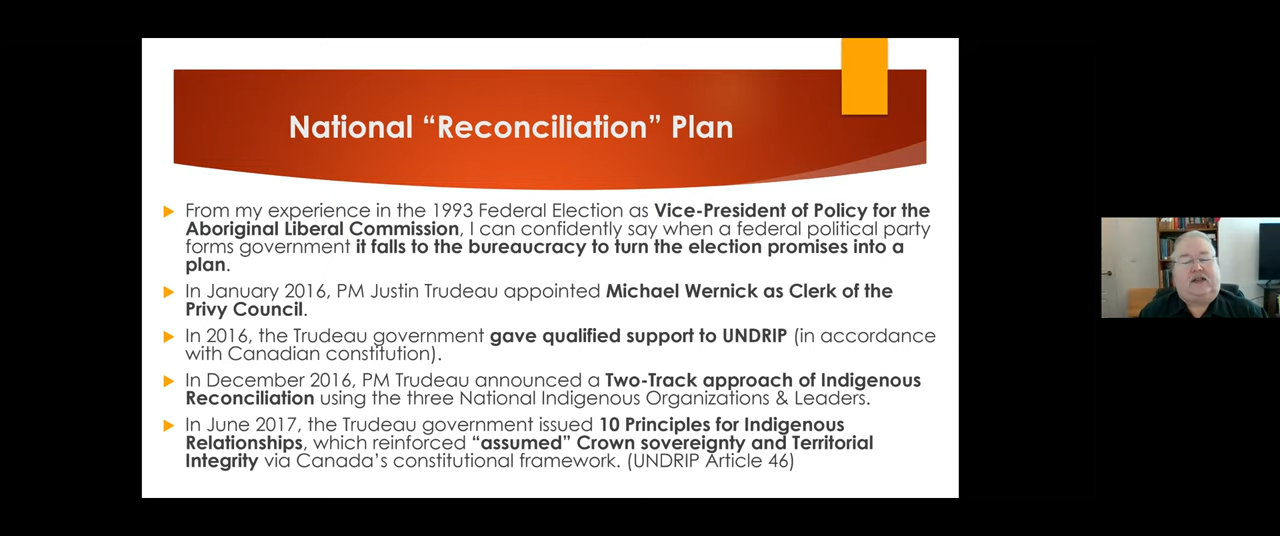 National “Reconciliation” Plan
From my experience in the 1993 Federal Election as Vice-President of Policy for the
Aboriginal Liberal Commission, I can confidently say when a federal political party
forms government it falls to the bureaucracy to turn the election promises into a
plan.
In January 2016, PM Justin Trudeau appointed Michael Wernick as Clerk of the
Privy Council.
In 2016, the Trudeau government gave qualified support to UNDRIP (in accordance
with Canadian constitution).
In December 2016, PM Trudeau announced a Two-Track approach of Indigenous
Reconciliation using the three National Indigenous Organizations & Leaders.
In June 2017, the Trudeau government issued 10 Principles for Indigenous
Relationships, which reinforced “assumed” Crown sovereignty and Territorial
Integrity via Canada’s constitutional framework. (UNDRIP Article 46)